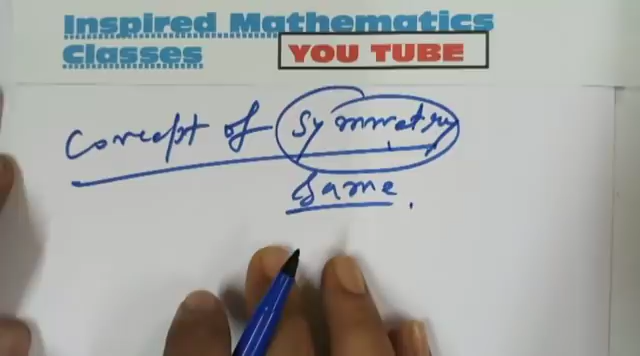 Inspired Mathematics
Classes YOU TUBE
Concept of Symmetry
Same.